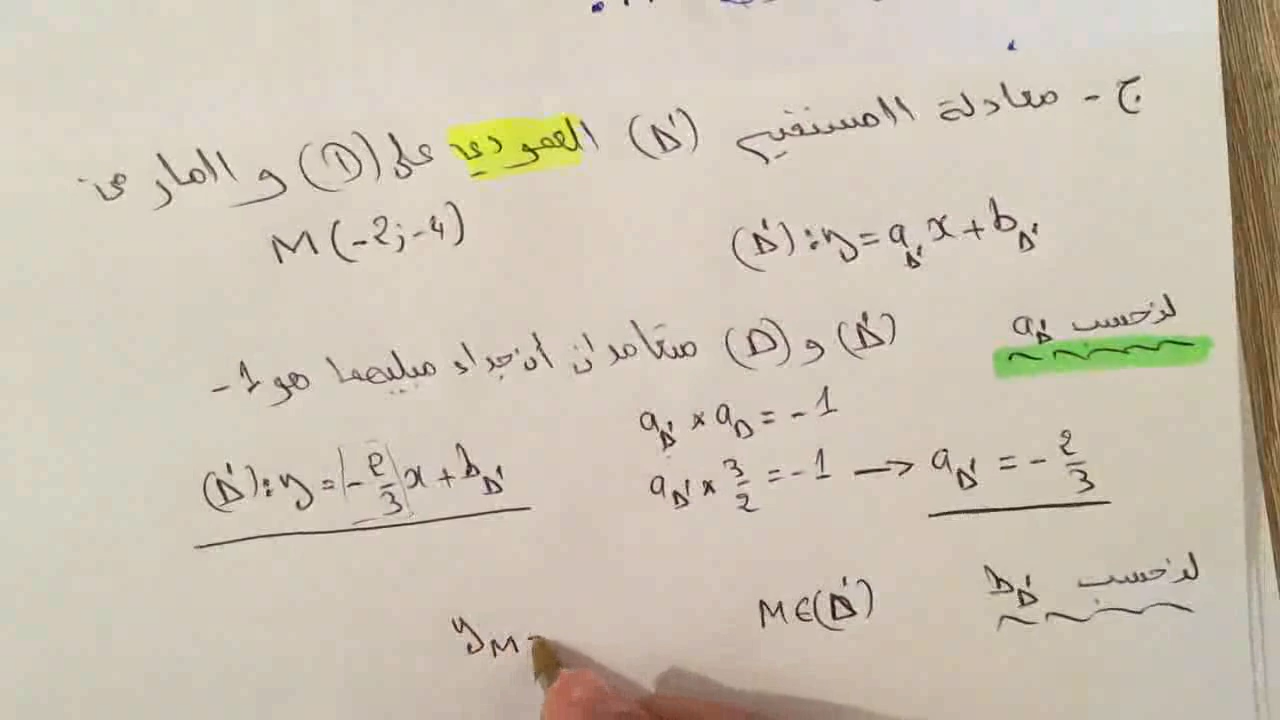 ج - معادلة المستقيم (Δ') العمودي على (D) و المار من
M(-2;-4)
(Δ'): y = a_Δ' x + b_Δ'
لنحسب a_Δ'
(Δ') و (D) متعامدان أن جداء ميليهما هو 1-
a_Δ' × a_D = -1
a_Δ' × 3/2 = -1 → a_Δ' = -2/3
(Δ'): y = -2/3 x + b_Δ'
لنحسب b_Δ'
M ∈ (Δ')
y_M =